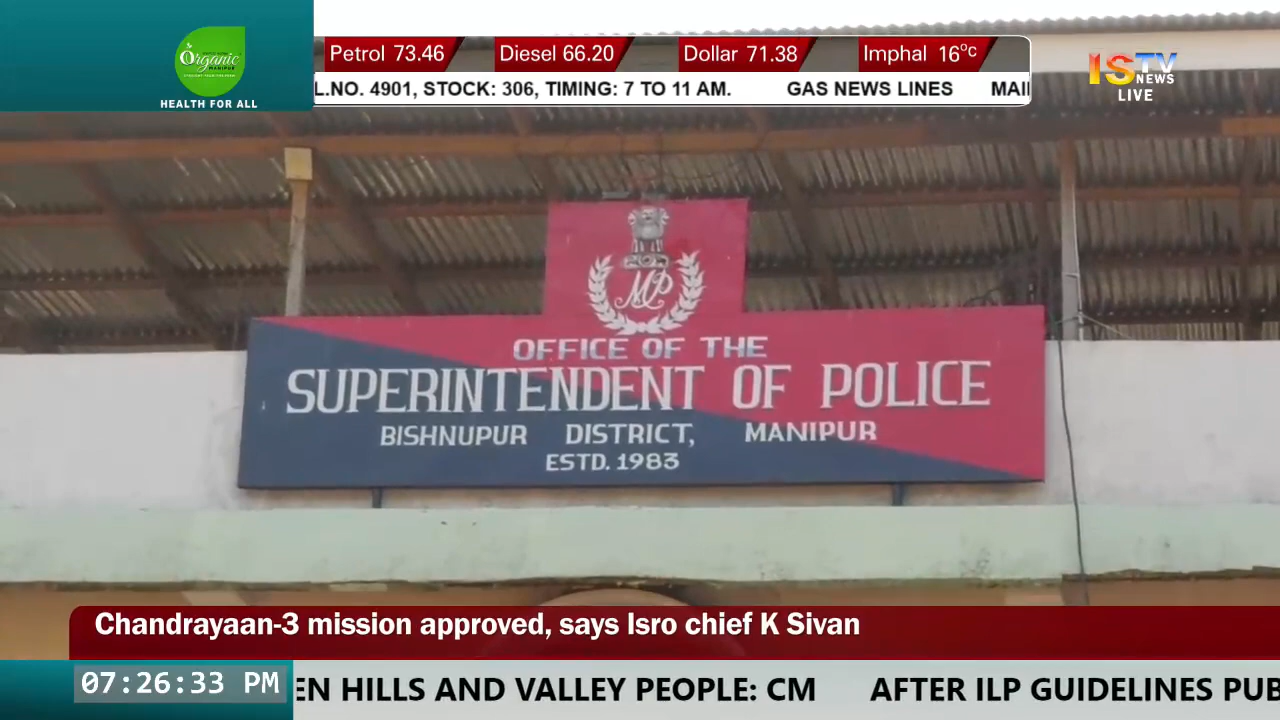 Organic
MANIPUR
HEALTH FOR ALL
Petrol 73.46
Diesel 66.20
Dollar 71.38
Imphal 16°C
L.NO. 4901, STOCK: 306, TIMING: 7 TO 11 AM. GAS NEWS LINES MAI
ISTV
NEWS
LIVE
MP
OFFICE OF THE
SUPERINTENDENT OF POLICE
BISHNUPUR DISTRICT, MANIPUR
ESTD. 1983
Chandrayaan-3 mission approved, says Isro chief K Sivan
07:26:33 PM
EN HILLS AND VALLEY PEOPLE: CM AFTER ILP GUIDELINES PUB